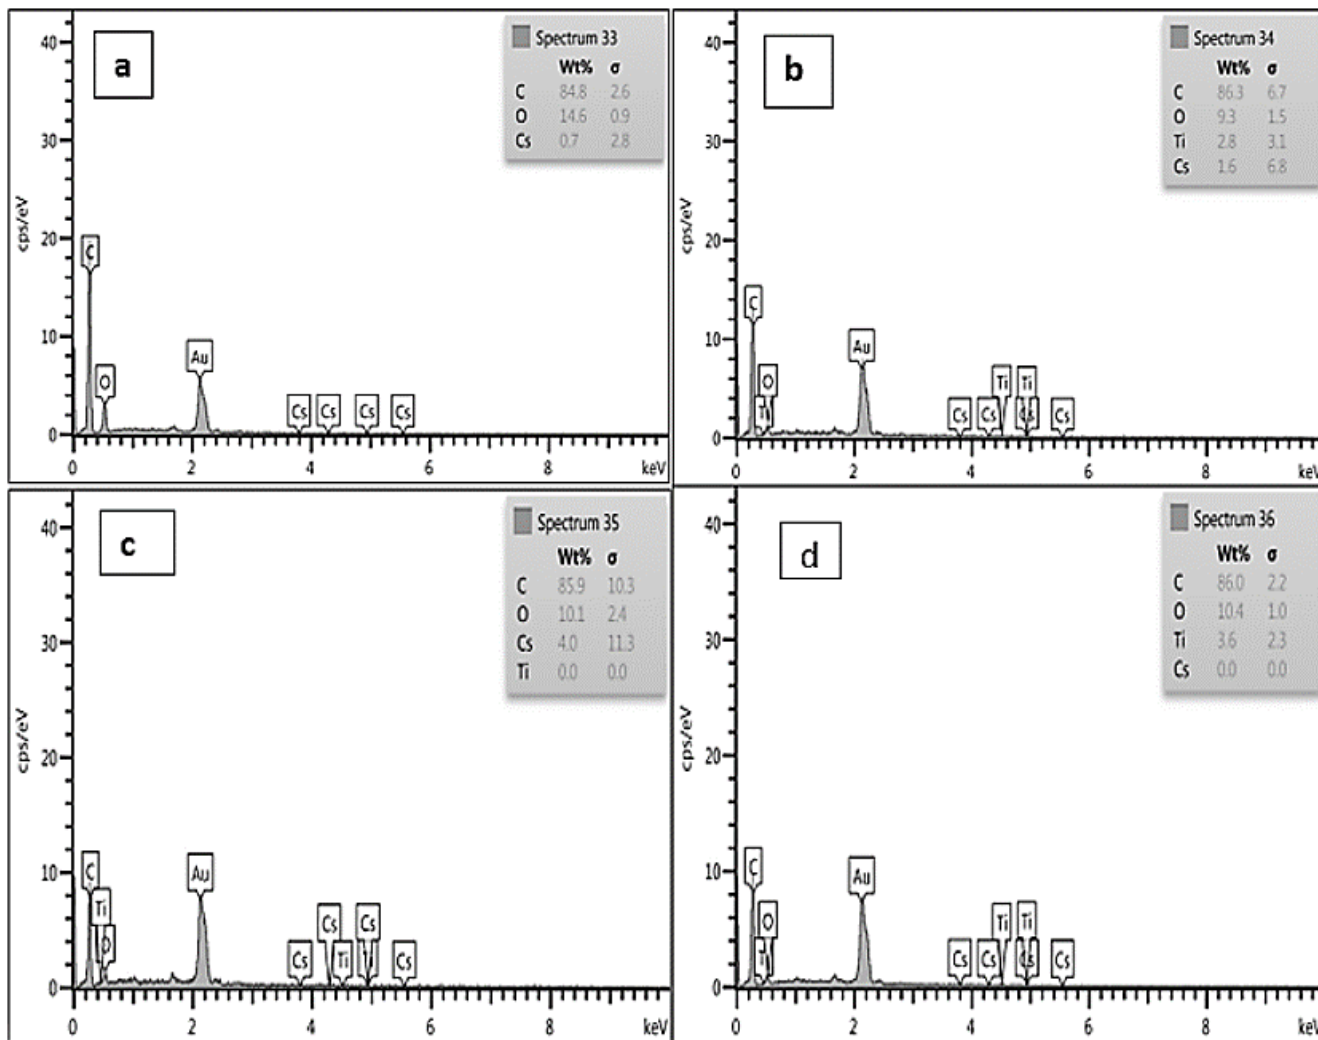 a
Spectrum 33
Wt% σ
C 84.8 2.6
O 14.6 0.9
Cs 0.7 2.8
cps/eV
40
30
20
10
0
C
O
Au
Cs Cs Cs Cs
0 2 4 6 8 keV
b
Spectrum 34
Wt% σ
C 86.3 6.7
O 9.3 1.5
Ti 2.8 3.1
Cs 1.6 6.8
cps/eV
40
30
20
10
0
C
O
Au
Ti Ti
Cs Cs Cs Cs
0 2 4 6 8 keV
c
Spectrum 35
Wt% σ
C 85.9 10.3
O 10.1 2.4
Cs 4.0 11.3
Ti 0.0 0.0
cps/eV
40
30
20
10
0
C
Ti
O
Au
Cs Cs
Cs Ti Cs
0 2 4 6 8 keV
d
Spectrum 36
Wt% σ
C 86.0 2.2
O 10.4 1.0
Ti 3.6 2.3
Cs 0.0 0.0
cps/eV
40
30
20
10
0
C
O
Au
Ti Ti
Cs Cs Cs Cs
0 2 4 6 8 keV